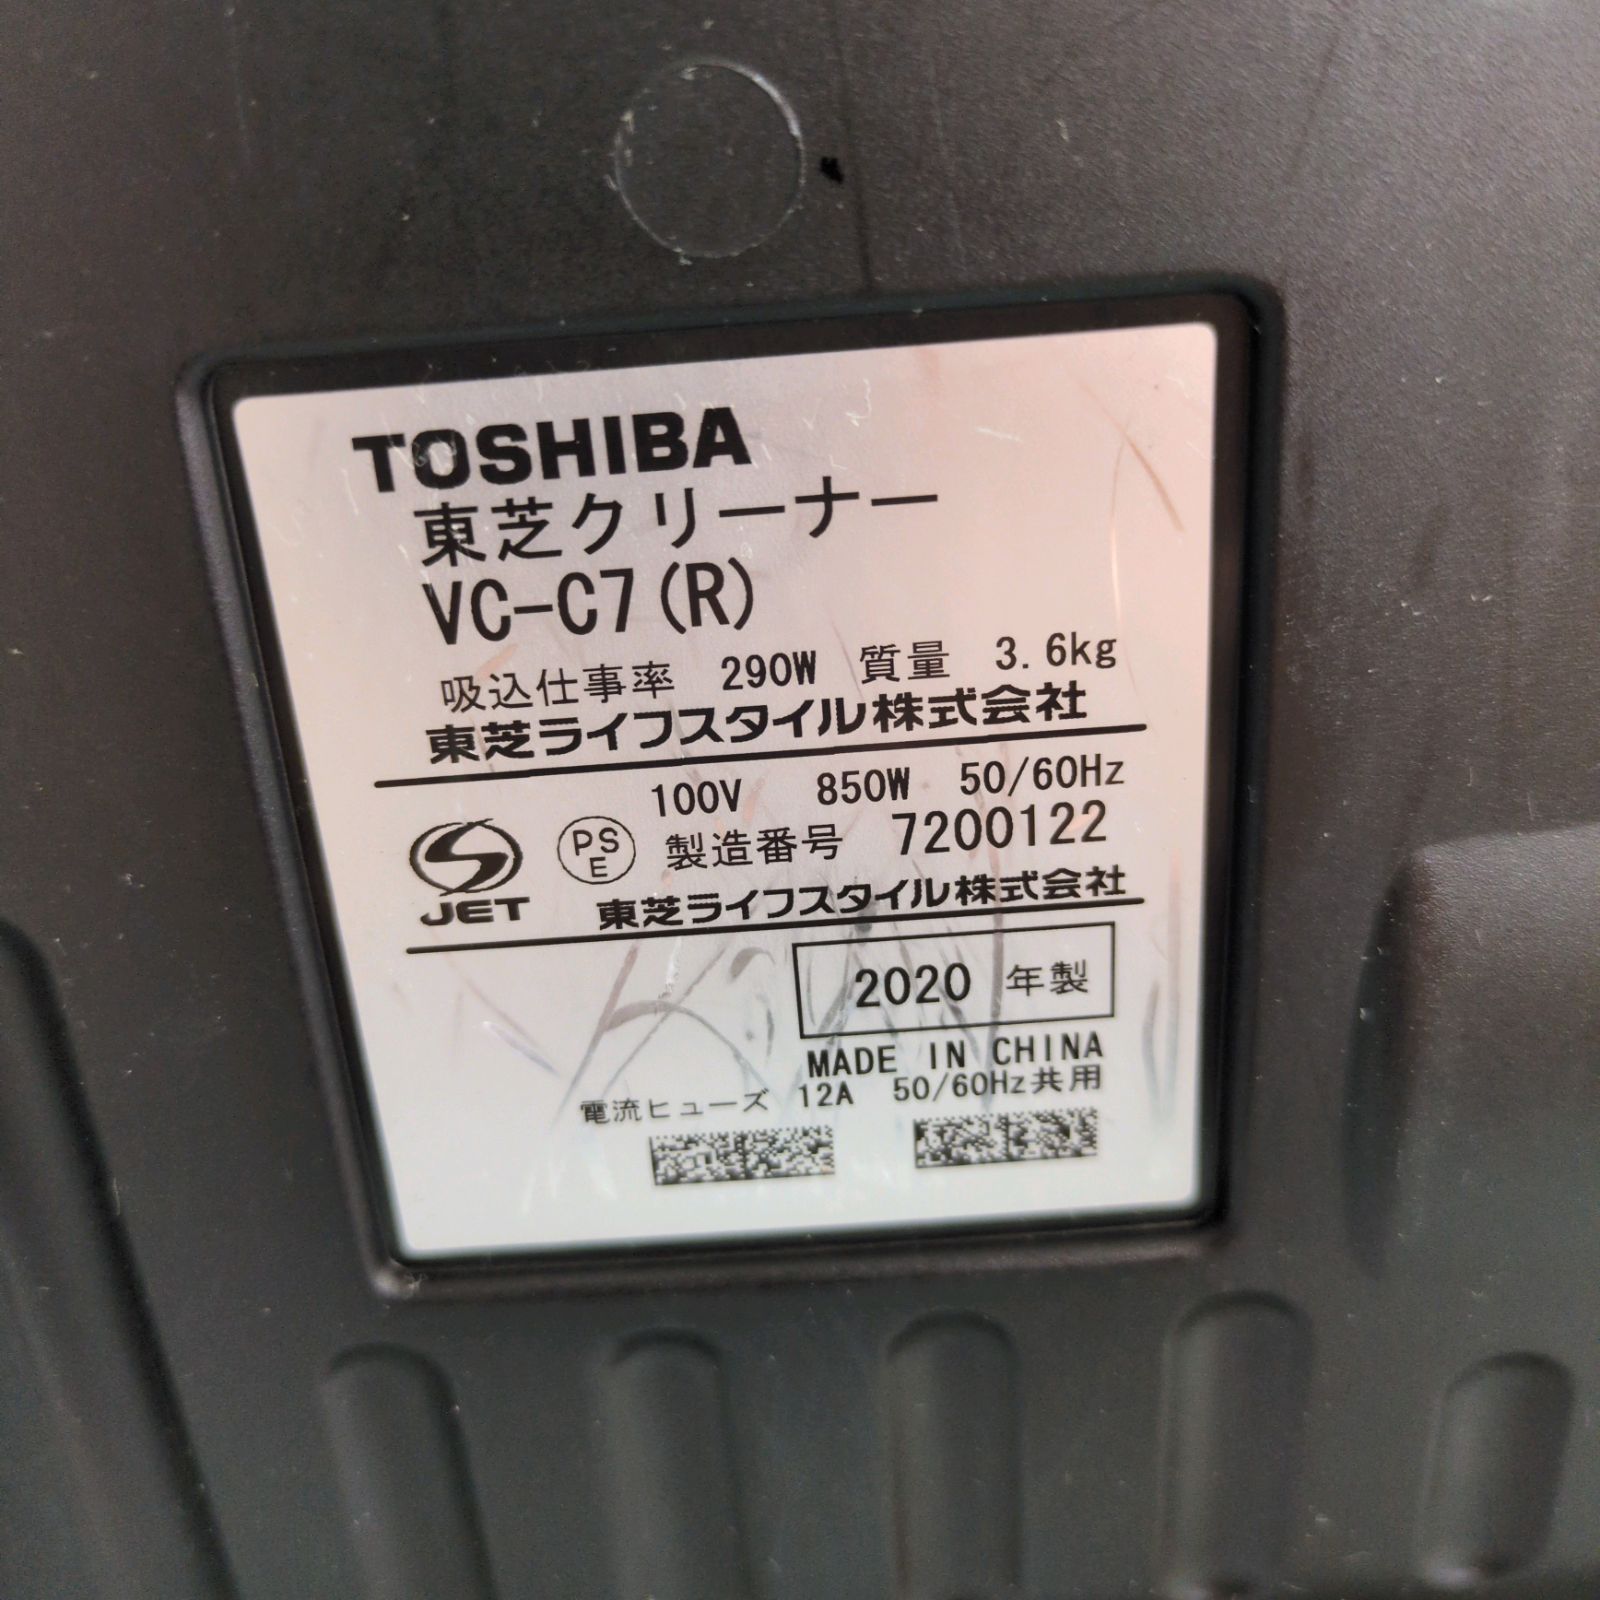 TOSHIBA
東芝クリーナー
VC-C7(R)
吸込仕事率 290W 質量 3.6kg
東芝ライフスタイル株式会社
100V 850W 50/60Hz
PS E 製造番号 7200122
JET 東芝ライフスタイル株式会社
2020 年製
MADE IN CHINA
電流ヒューズ 12A 50/60Hz共用